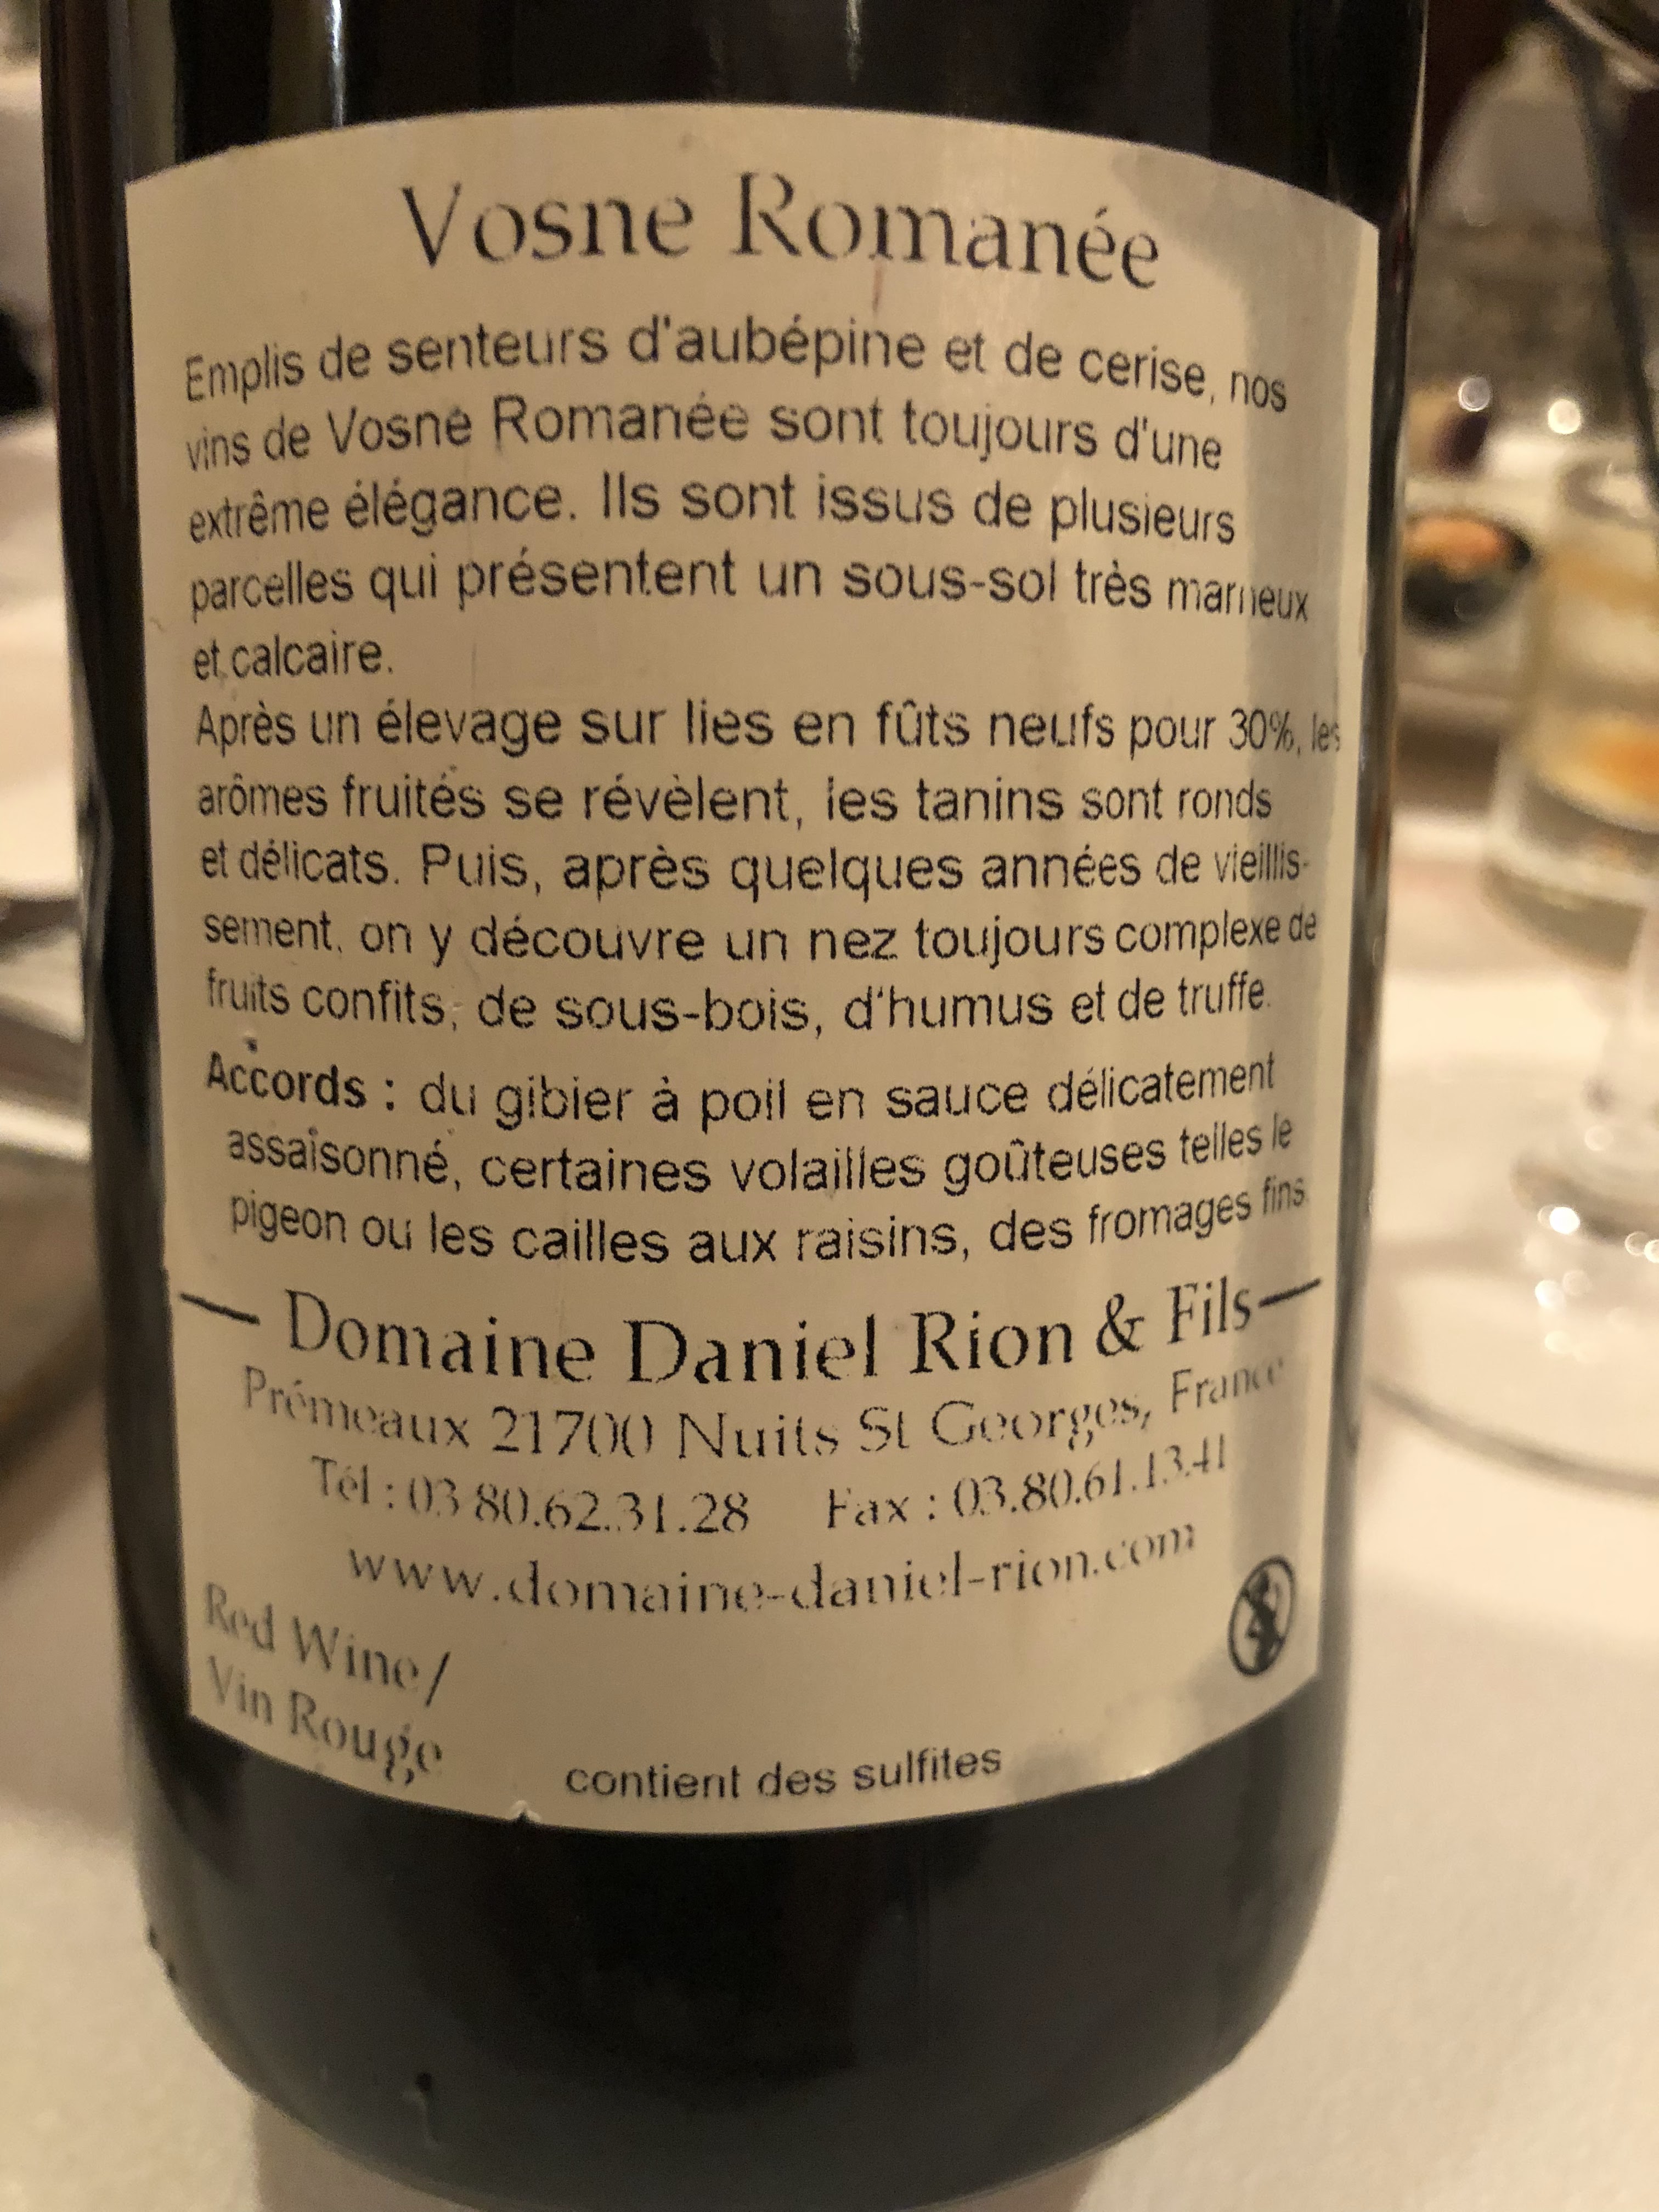 Vosne Romanée
Emplis de senteurs d'aubépine et de cerise, nos
vins de Vosne Romanée sont toujours d'une
extrême élégance. Ils sont issus de plusieurs
parcelles qui présentent un sous-sol très marneux
et calcaire.
Après un élevage sur lies en fûts neufs pour 30%, les
arômes fruités se révèlent, les tanins sont ronds
et délicats. Puis, après quelques années de vieillis-
sement, on y découvre un nez toujours complexe de
fruits confits, de sous-bois, d'humus et de truffe.
Accords : du gibier à poil en sauce délicatement
assaisonné, certaines volailles goûteuses telles le
pigeon ou les cailles aux raisins, des fromages fins
Domaine Daniel Rion & Fils
Prémeaux 21700 Nuits St Georges, France
Tél : 03 80.62.31.28 Fax : 03.80.61.13.41
www.domaine-daniel-rion.com
Red Wine/
Vin Rouge
contient des sulfites